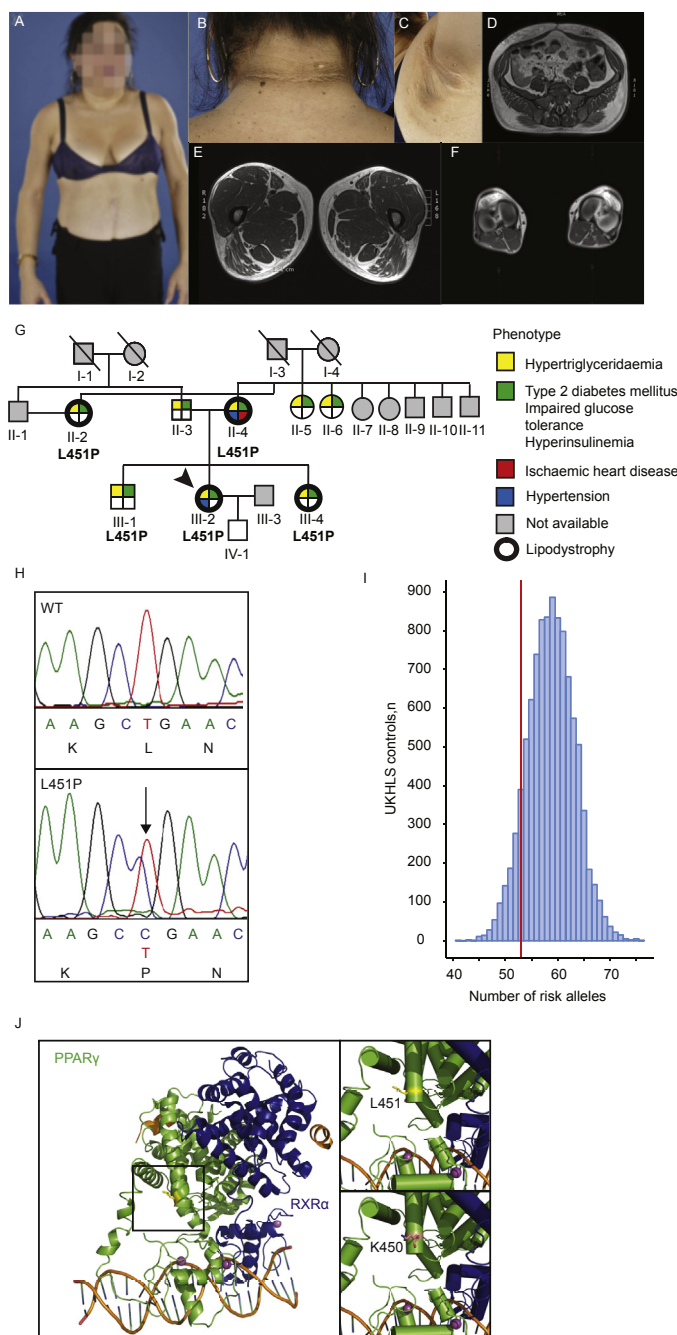 A
B
C
D
E
F
G
I-1
I-2
I-3
I-4
II-1
II-2
II-3
II-4
II-5
II-6
II-7
II-8
II-9
II-10
II-11
L451P
L451P
III-1
III-2
III-3
III-4
L451P
L451P
L451P
IV-1
Phenotype
Hypertriglyceridaemia
Type 2 diabetes mellitus
Impaired glucose
tolerance
Hyperinsulinemia
Ischaemic heart disease
Hypertension
Not available
Lipodystrophy
H
WT
A A G C T G A A C
K L N
L451P
A A G C C G A A C
T
K P N
I
UKHLS controls,n
900
800
700
600
500
400
300
200
100
0
40 50 60 70
Number of risk alleles
J
PPARγ
RXRα
L451
K450